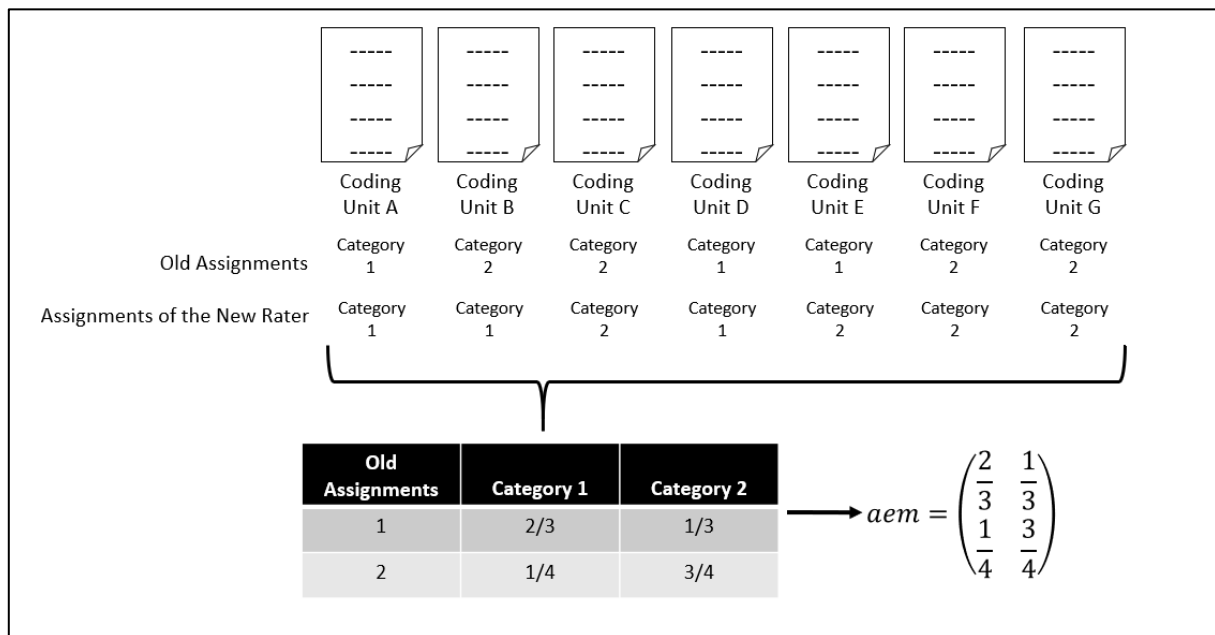 ----- ----- ----- ----- ----- ----- -----
----- ----- ----- ----- ----- ----- -----
----- ----- ----- ----- ----- ----- -----
----- ----- ----- ----- ----- ----- -----
Coding Unit A
Coding Unit B
Coding Unit C
Coding Unit D
Coding Unit E
Coding Unit F
Coding Unit G
Old Assignments
Category 1
Category 2
Category 2
Category 1
Category 1
Category 2
Category 2
Assignments of the New Rater
Category 1
Category 1
Category 2
Category 1
Category 2
Category 2
Category 2
Old Assignments Category 1 Category 2
1 2/3 1/3
2 1/4 3/4
aem = (2/3 1/3
1/4 3/4)